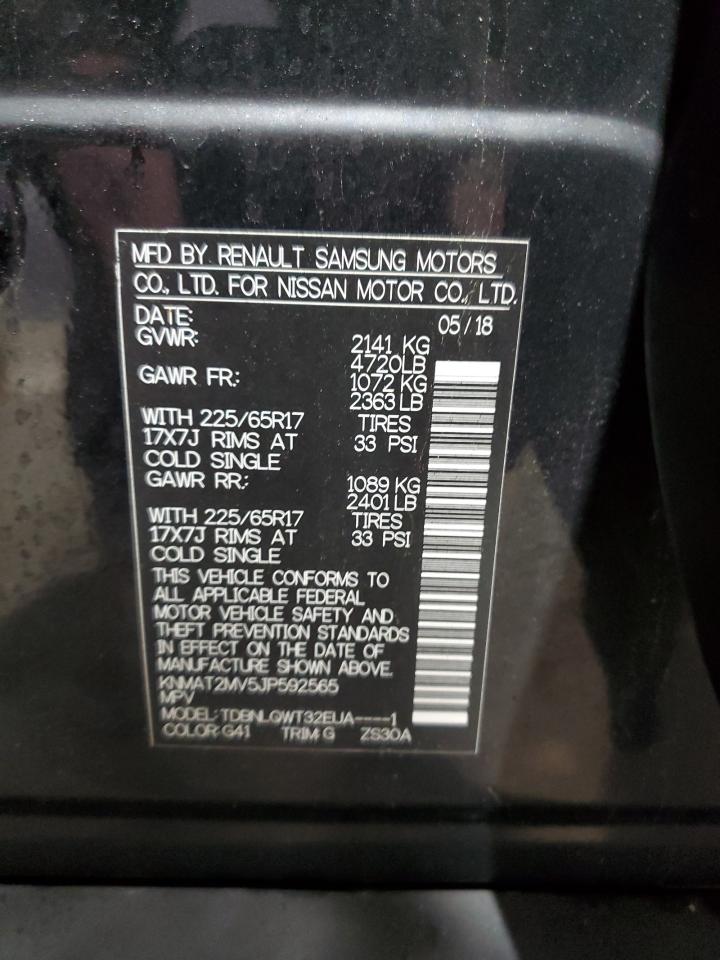 MFD BY RENAULT SAMSUNG MOTORS
CO., LTD. FOR NISSAN MOTOR CO., LTD.
DATE: 05/18
GVWR: 2141 KG
4720LB
GAWR FR.: 1072 KG
2363 LB
WITH 225/65R17 TIRES
17X7J RIMS AT 33 PSI
COLD SINGLE
GAWR RR.: 1089 KG
2401 LB
WITH 225/65R17 TIRES
17X7J RIMS AT 33 PSI
COLD SINGLE
THIS VEHICLE CONFORMS TO
ALL APPLICABLE FEDERAL
MOTOR VEHICLE SAFETY AND
THEFT PREVENTION STANDARDS
IN EFFECT ON THE DATE OF
MANUFACTURE SHOWN ABOVE.
KNMAT2MV5JP592565
MPV
MODEL: TDBNLQWT32EUA----1
COLOR:G41 TRIM:G ZS30A